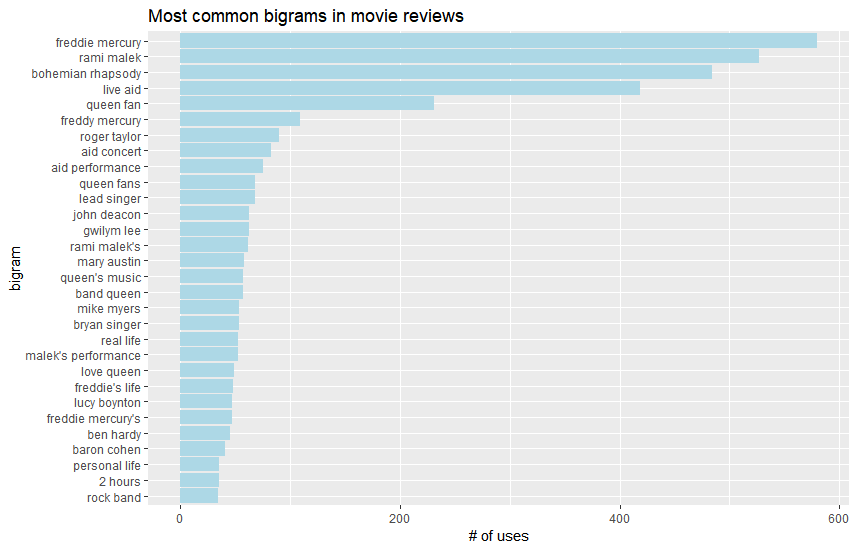 Most common bigrams in movie reviews
freddie mercury
rami malek
bohemian rhapsody
live aid
queen fan
freddy mercury
roger taylor
aid concert
aid performance
queen fans
lead singer
john deacon
gwilym lee
rami malek's
mary austin
queen's music
band queen
mike myers
bryan singer
real life
malek's performance
love queen
freddie's life
lucy boynton
freddie mercury's
ben hardy
baron cohen
personal life
2 hours
rock band
bigram
0 200 400 600
# of uses